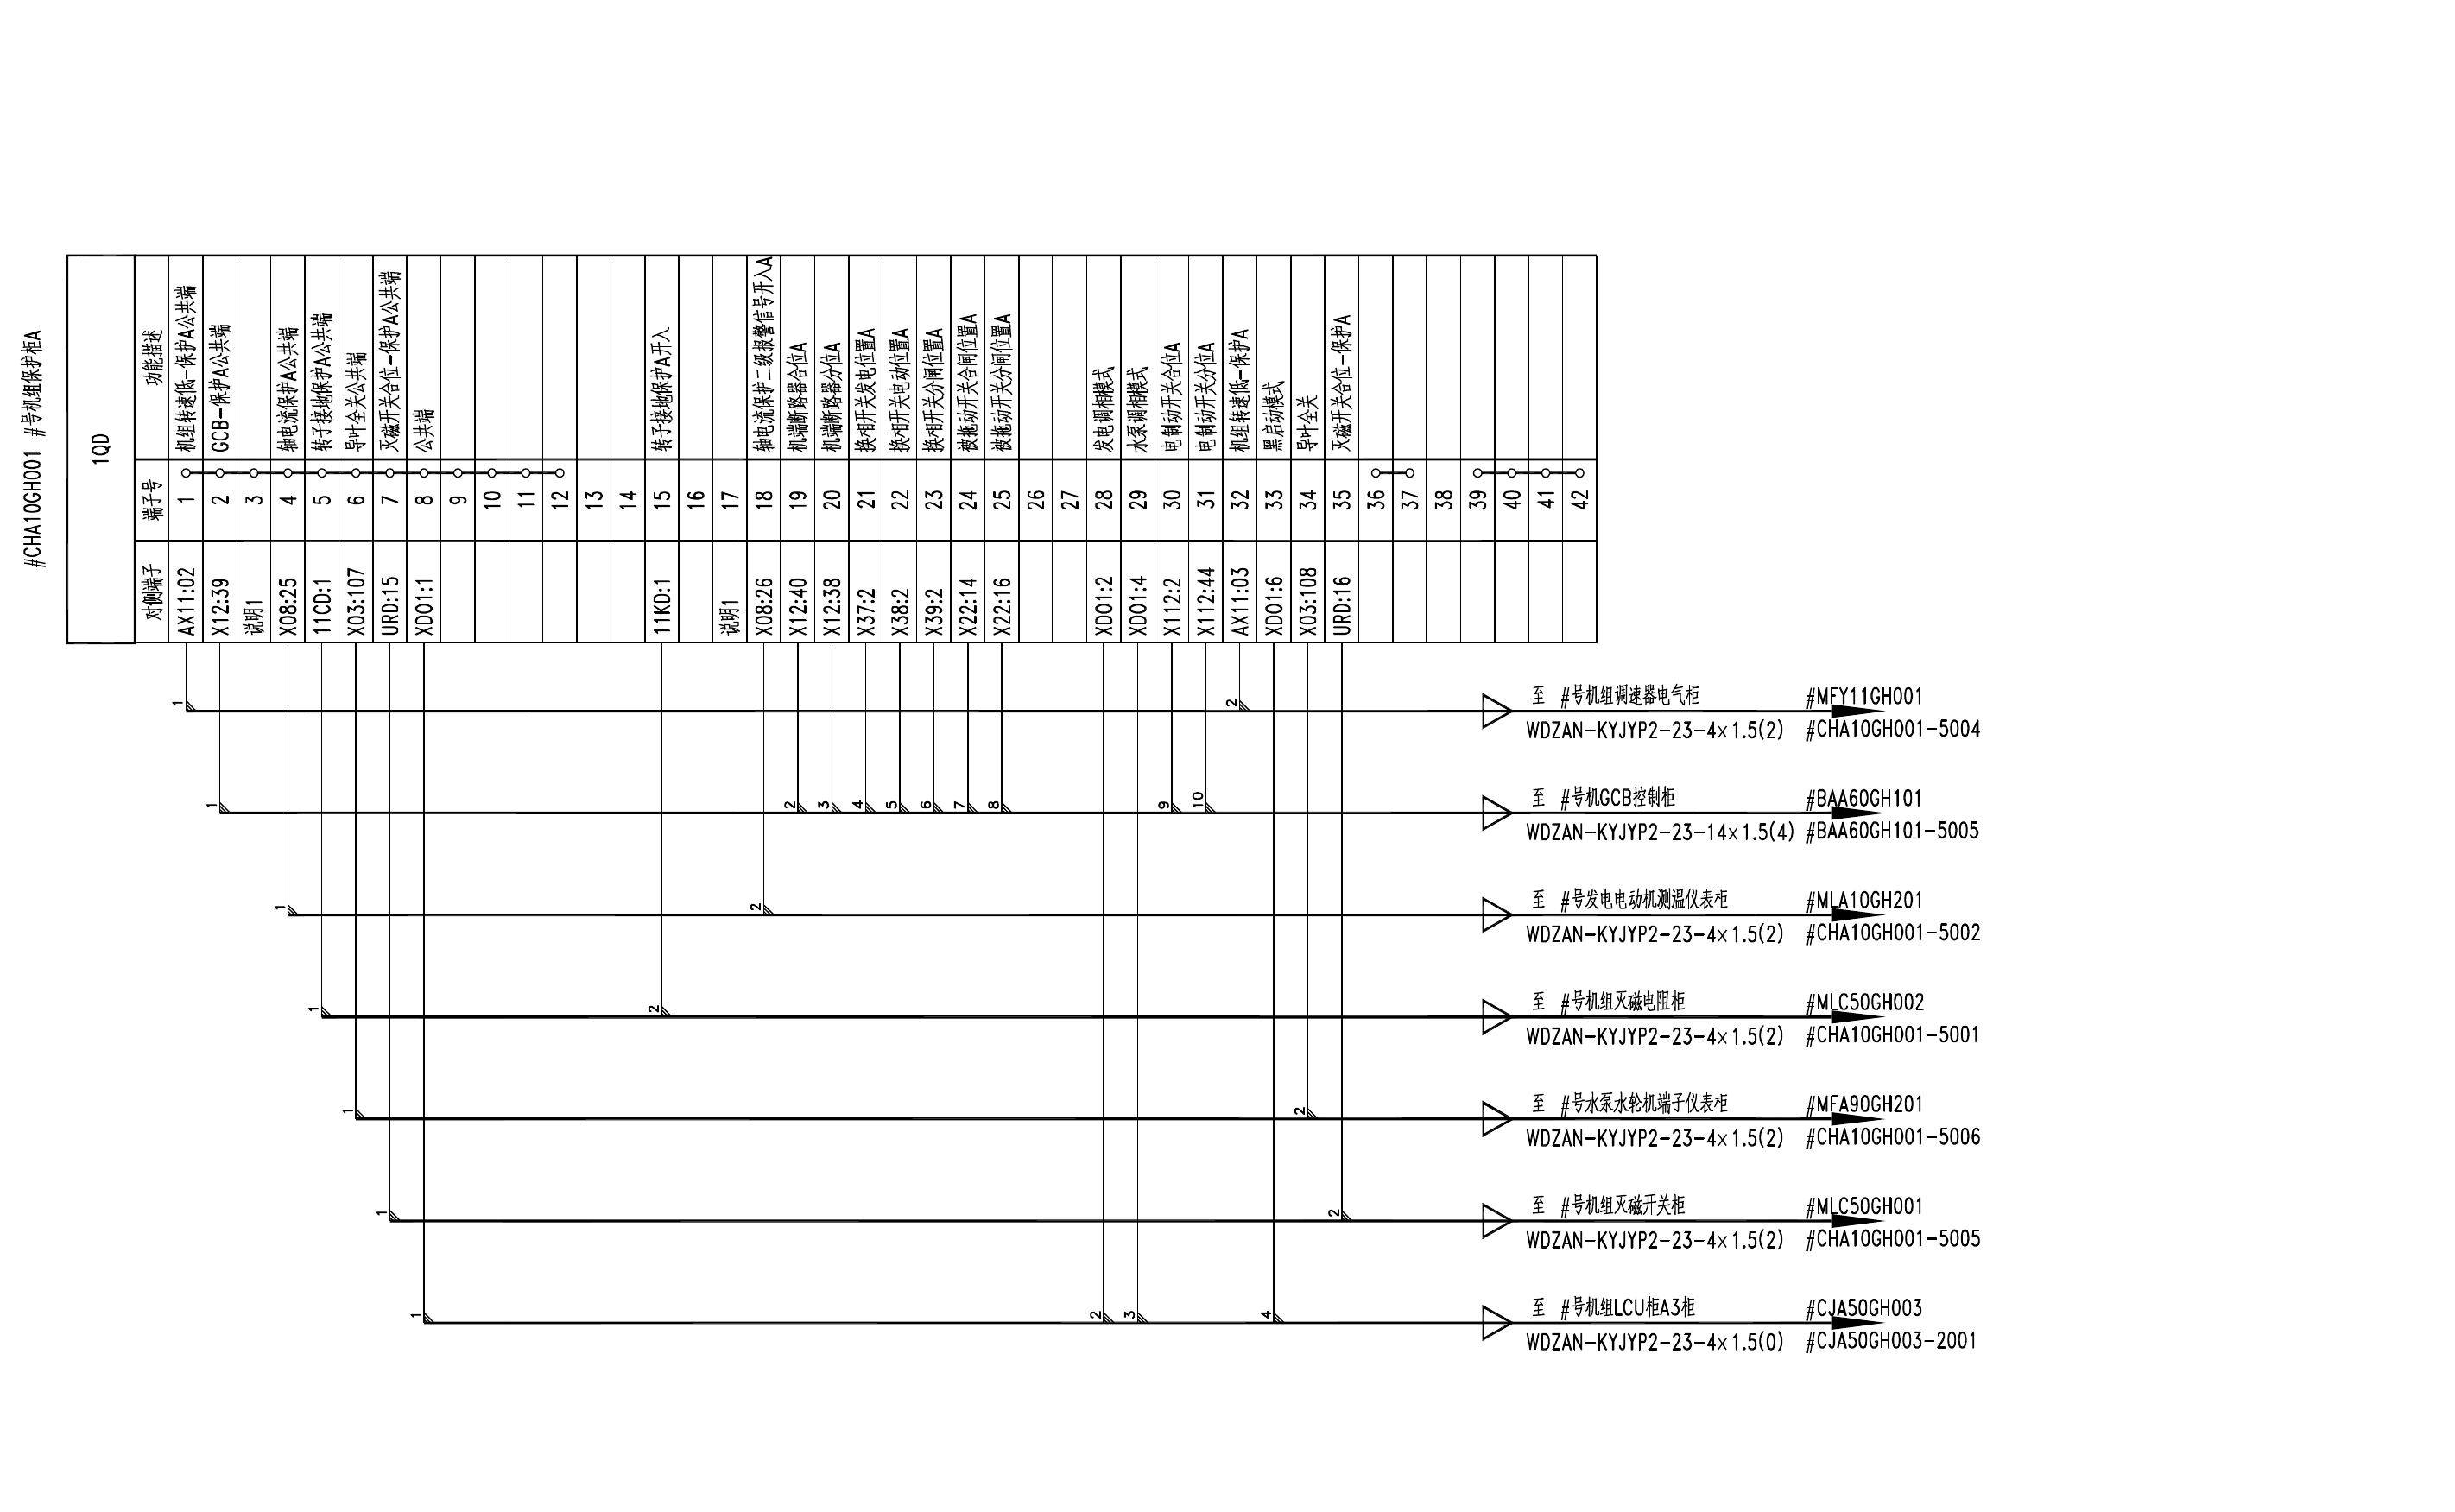 #CHA10GH001 #号机组保护柜A
1QD
功能描述 端子号 对侧端子
机组转速低-保护A公共端 1 AX11:02
GCB-保护A公共端 2 X12:39
3 说明1
轴电流保护A公共端 4 X08:25
转子接地保护A公共端 5 11CD:1
导叶全关公共端 6 X03:107
灭磁开关合位-保护A公共端 7 URD:15
公共端 8 XDO1:1
9
10
11
12
13
14
转子接地保护A开入 15 11KD:1
16
17 说明1
轴电流保护二级报警信号开入A 18 X08:26
机端断路器合位A 19 X12:40
机端断路器分位A 20 X12:38
换相开关发电位置A 21 X37:2
换相开关电动位置A 22 X38:2
换相开关分闸位置A 23 X39:2
被拖动开关合闸位置A 24 X22:14
被拖动开关分闸位置A 25 X22:16
26
27
发电调相模式 28 XDO1:2
水泵调相模式 29 XDO1:4
电制动开关合位A 30 X112:2
电制动开关分位A 31 X112:44
机组转速低-保护A 32 AX11:03
黑启动模式 33 XDO1:6
导叶全关 34 X03:108
灭磁开关合位-保护A 35 URD:16
36
37
38
39
40
41
42
1 2 至 #号机组调速器电气柜 #MFY11GH001
WDZAN-KYJYP2-23-4×1.5(2) #CHA10GH001-5004
1 2 3 4 5 6 7 8 9 10 至 #号机GCB控制柜 #BAA60GH101
WDZAN-KYJYP2-23-14×1.5(4) #BAA60GH101-5005
1 2 至 #号发电电动机测温仪表柜 #MLA10GH201
WDZAN-KYJYP2-23-4×1.5(2) #CHA10GH001-5002
1 2 至 #号机组灭磁电阻柜 #MLC50GH002
WDZAN-KYJYP2-23-4×1.5(2) #CHA10GH001-5001
1 2 至 #号水泵水轮机端子仪表柜 #MFA90GH201
WDZAN-KYJYP2-23-4×1.5(2) #CHA10GH001-5006
1 2 至 #号机组灭磁开关柜 #MLC50GH001
WDZAN-KYJYP2-23-4×1.5(2) #CHA10GH001-5005
1 2 3 4 至 #号机组LCU柜A3柜 #CJA50GH003
WDZAN-KYJYP2-23-4×1.5(0) #CJA50GH003-2001